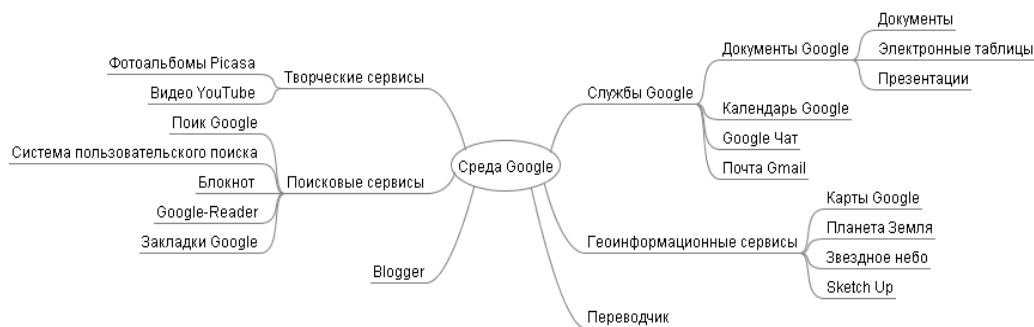 Среда Google
Творческие сервисы
Фотоальбомы Picasa
Видео YouTube
Поисковые сервисы
Поик Google
Система пользовательского поиска
Блокнот
Google-Reader
Закладки Google
Blogger
Службы Google
Документы Google
Документы
Электронные таблицы
Презентации
Календарь Google
Google Чат
Почта Gmail
Геоинформационные сервисы
Карты Google
Планета Земля
Звездное небо
Sketch Up
Переводчик